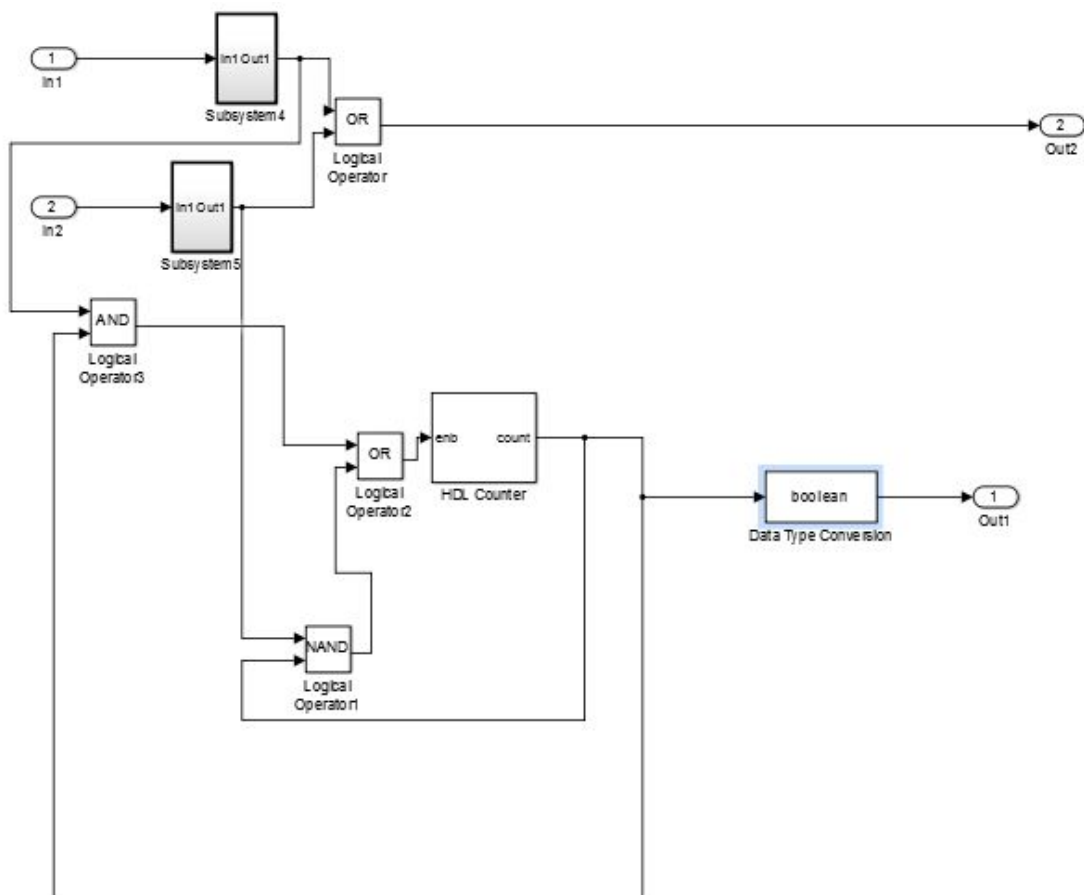 1
In1
In1 Out1
Subsystem4
OR
Logical
Operator
2
Out2
2
In2
In1 Out1
Subsystem5
AND
Logical
Operator3
OR
Logical
Operator2
enb count
HDL Counter
boolean
Data Type Conversion
1
Out1
NAND
Logical
Operator1